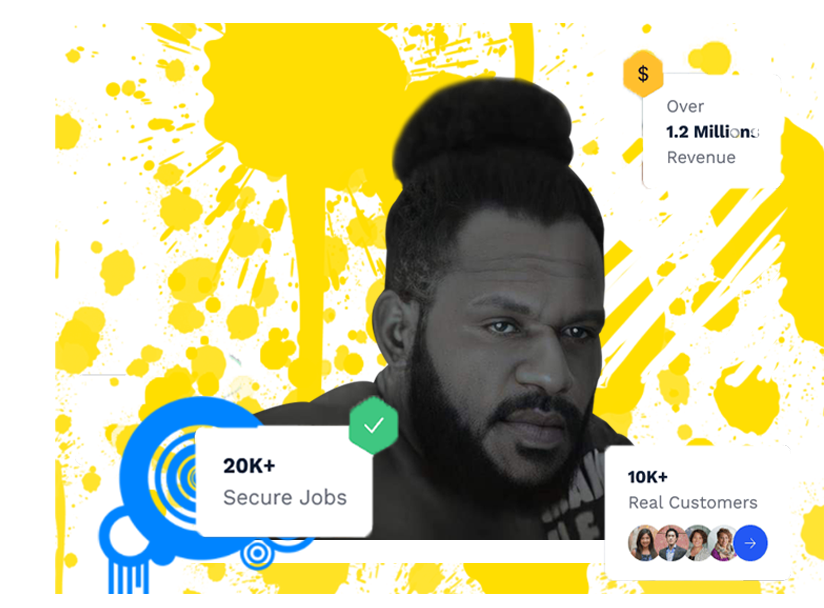 $
Over
1.2 Millions
Revenue
20K+
Secure Jobs
10K+
Real Customers